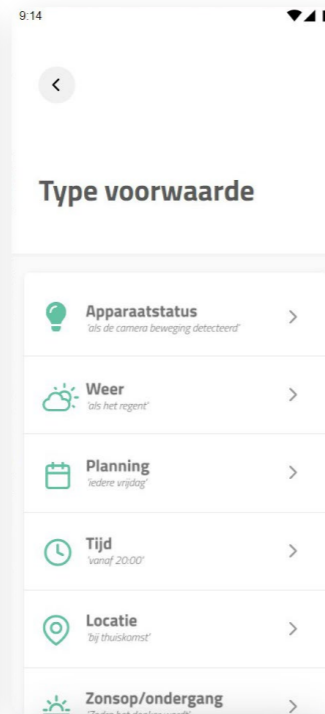 9:14
Type voorwaarde
Apparaatstatus
'als de camera beweging detecteerd'
Weer
'als het regent'
Planning
'iedere vrijdag'
Tijd
'vanaf 20:00'
Locatie
'bij thuiskomst'
Zonsop/ondergang